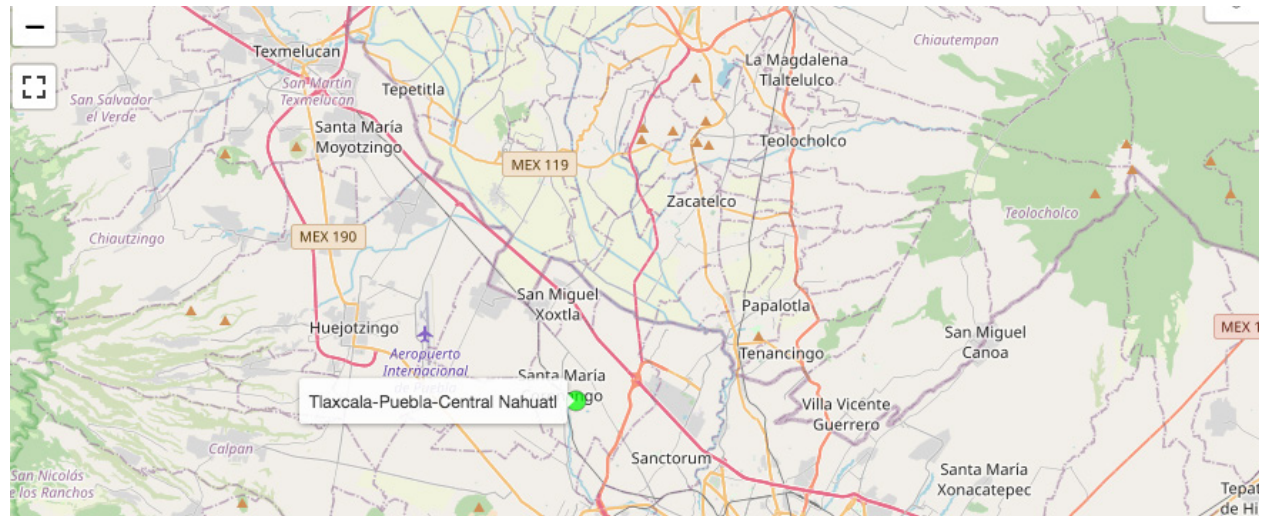 Texmelucan
San Martín
Texmelucan
San Salvador
el Verde
Tepetitla
Santa María
Moyotzingo
MEX 119
La Magdalena
Tlaltelulco
Chiautempan
Teolocholco
Zacatelco
Teolocholco
Chiautzingo
MEX 190
San Miguel
Xoxtla
Papalotla
San Miguel
Canoa
MEX 1
Huejotzingo
Aeropuerto
Internacional
de Puebla
Tenancingo
Santa María
ngo
Tlaxcala-Puebla-Central Nahuatl
Villa Vicente
Guerrero
Calpan
Sanctorum
San Nicolás
e los Ranchos
Santa María
Xonacatepec
Tepat
de Hi